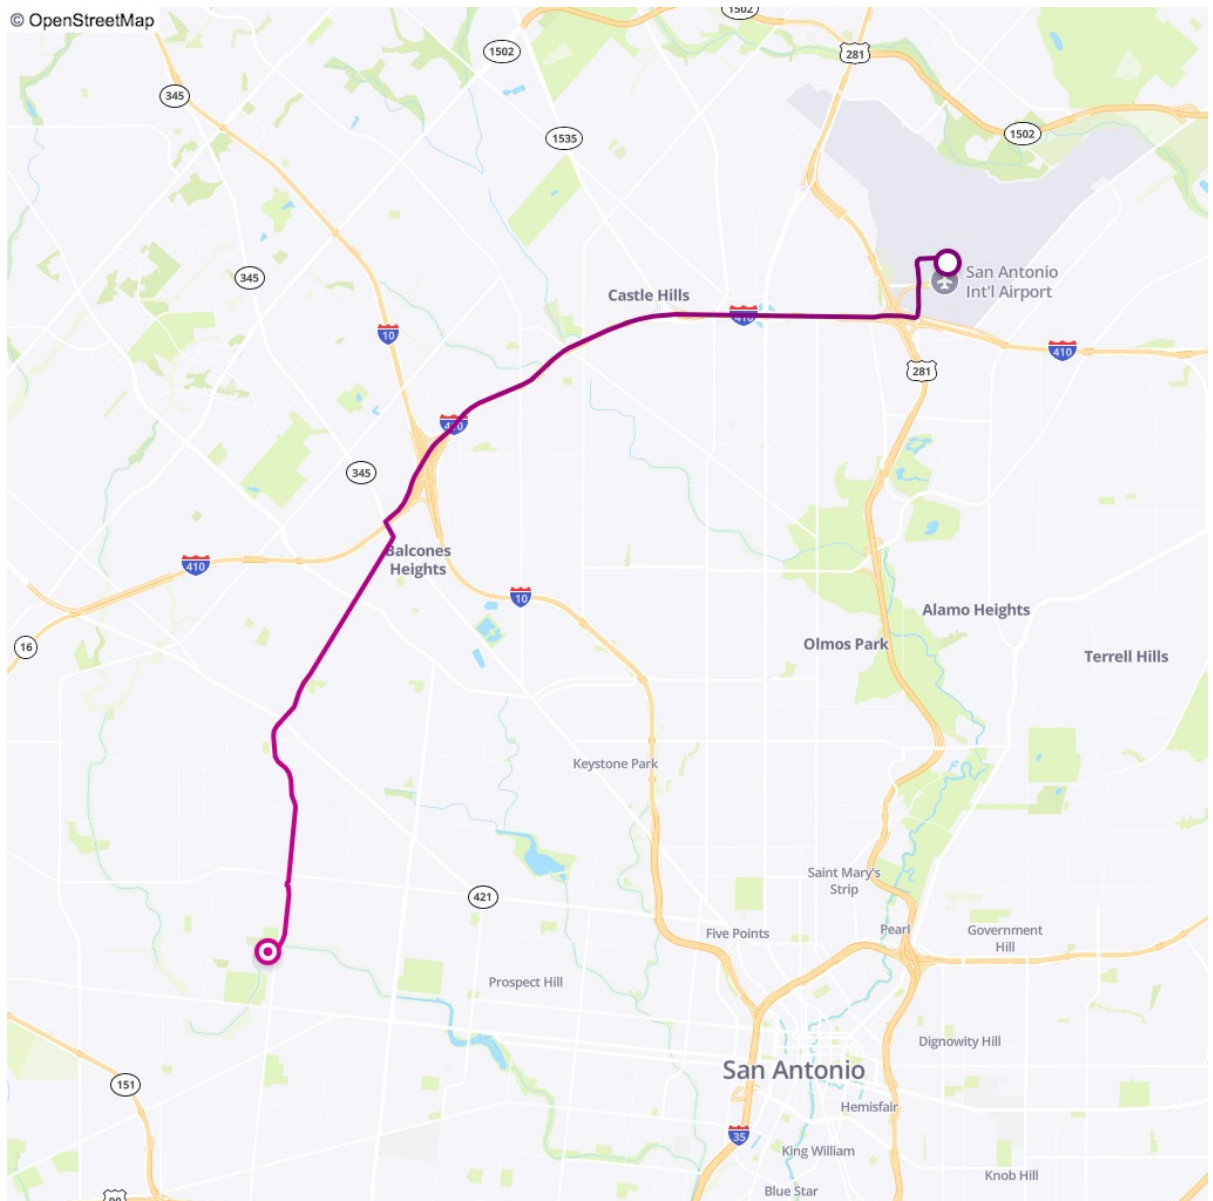 © OpenStreetMap
1502
1502
281
345
1535
1502
345
San Antonio
Int'l Airport
Castle Hills
410
10
410
281
410
345
Balcones
Heights
410
10
Alamo Heights
16
Olmos Park
Terrell Hills
Keystone Park
Saint Mary's
Strip
421
Five Points
Pearl
Government
Hill
Prospect Hill
Dignowity Hill
San Antonio
151
Hemisfair
35
King William
Knob Hill
Blue Star